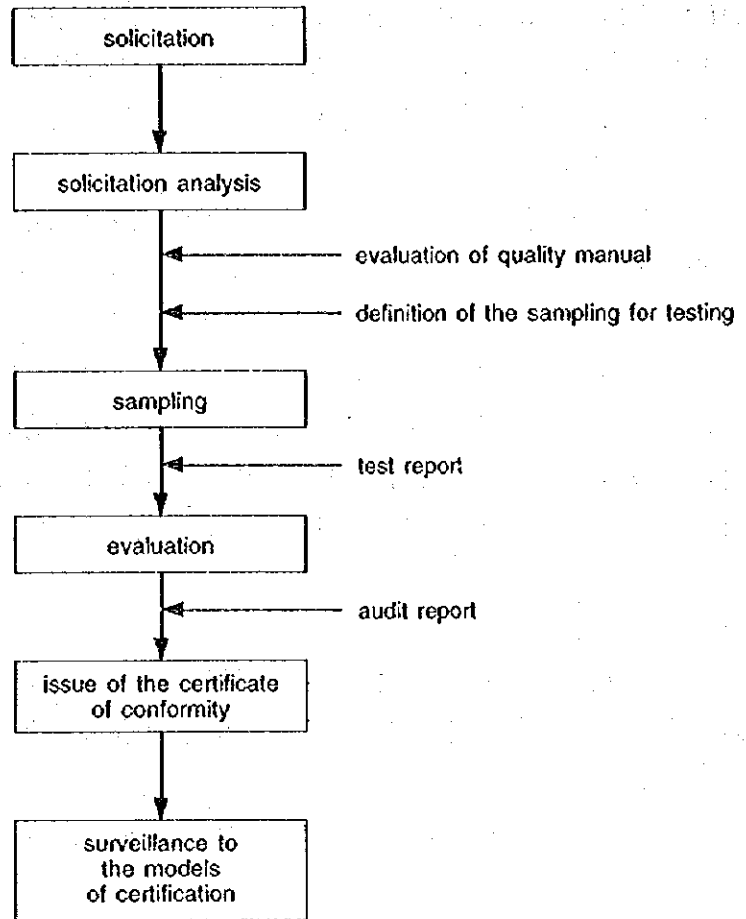 solicitation
solicitation analysis
evaluation of quality manual
definition of the sampling for testing
sampling
test report
evaluation
audit report
issue of the certificate
of conformity
surveillance to
the models
of certification